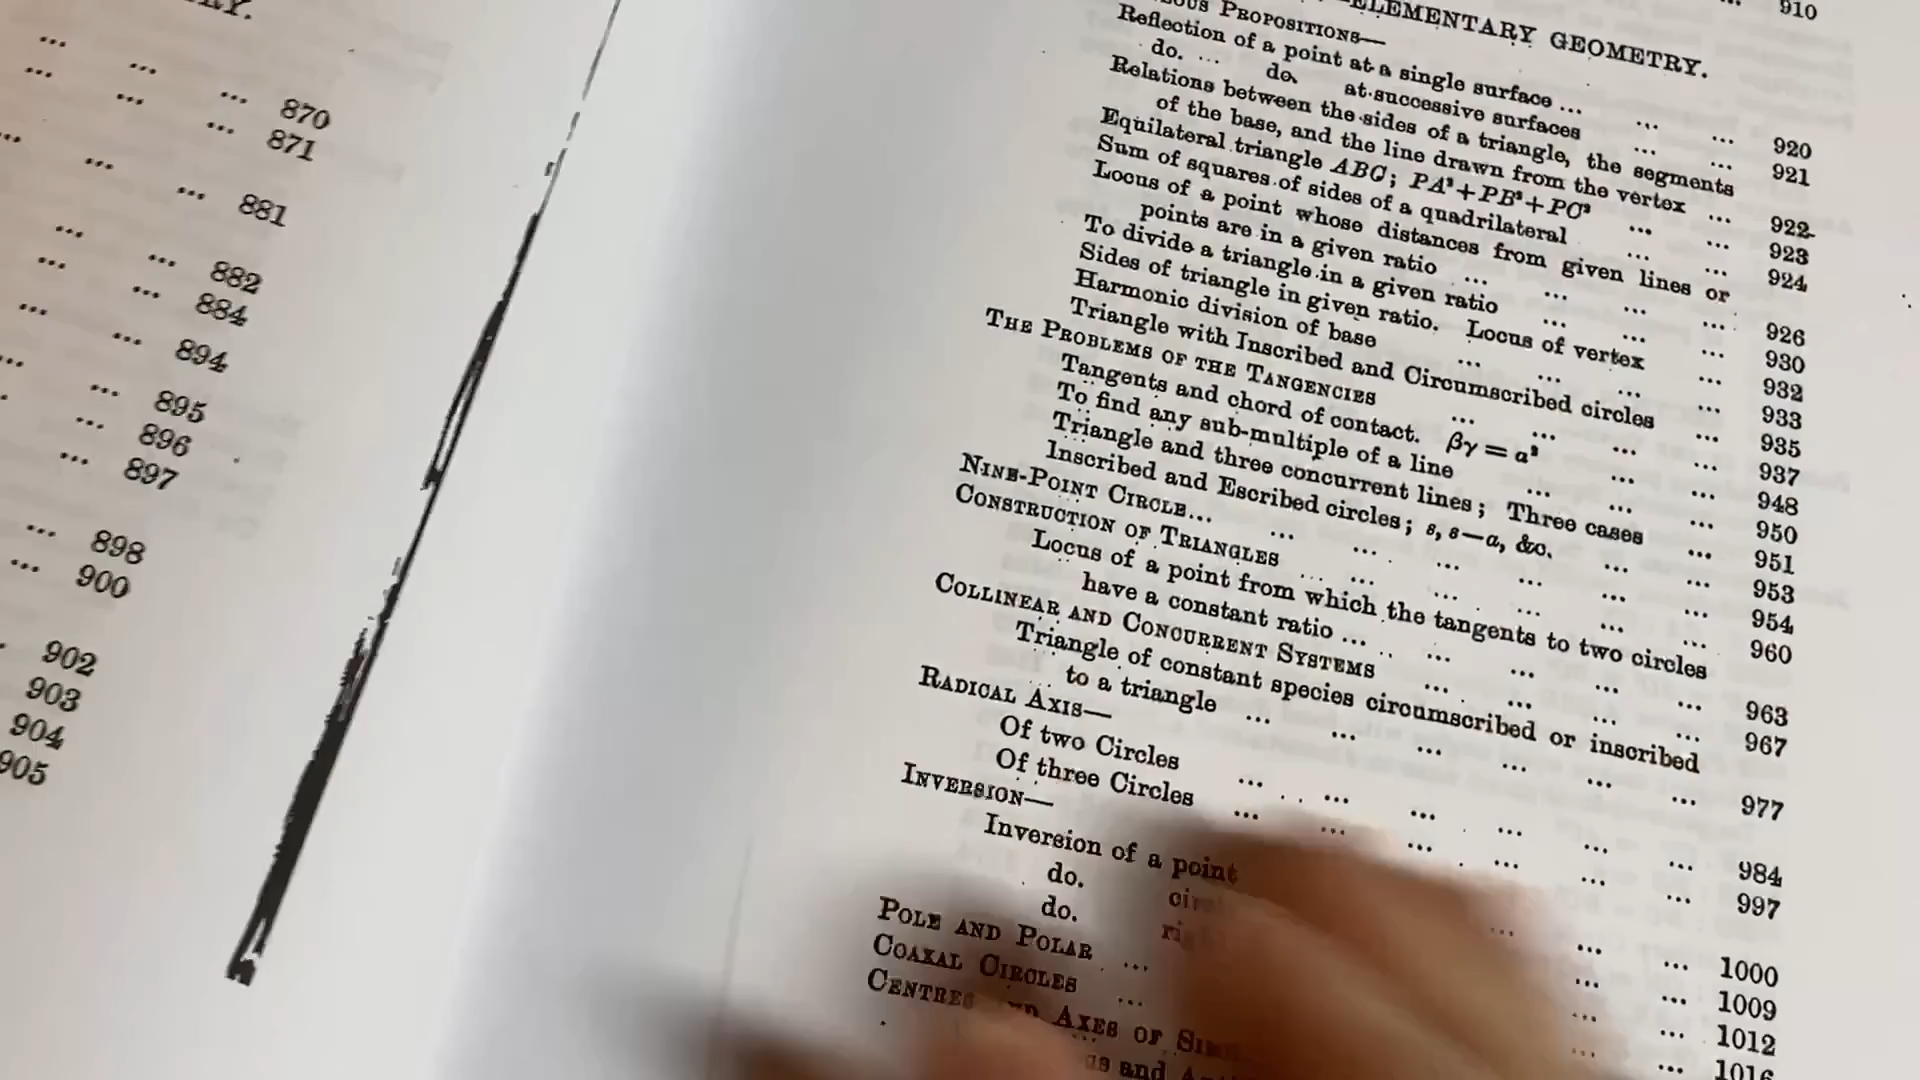 RY.
... ... ... 870
... ... ... 871
... ... ... 881
... ... 882
... ... 884
... ... 894
... ... 895
... ... 896
... 897
... 898
... 900
902
903
904
905
... 910
ELEMENTARY GEOMETRY.
PROPOSITIONS—
Reflection of a point at a single surface ... ... ... 920
do. ... do. at successive surfaces ... ... 921
Relations between the sides of a triangle, the segments
of the base, and the line drawn from the vertex ... 922
Equilateral triangle ABC; PA²+PB²+PC² ... ... 923
Sum of squares of sides of a quadrilateral ... ... 924
Locus of a point whose distances from given lines or
points are in a given ratio ... ... ... ... 926
To divide a triangle in a given ratio ... ... ... 930
Sides of triangle in given ratio. Locus of vertex ... 932
Harmonic division of base ... ... ... ... 933
Triangle with Inscribed and Circumscribed circles ... 935
THE PROBLEMS OF THE TANGENCIES ... ... ... ... 937
Tangents and chord of contact. βγ = a² ... ... 948
To find any sub-multiple of a line ... ... ... 950
Triangle and three concurrent lines; Three cases ... 951
Inscribed and Escribed circles; s, s—a, &c. ... ... 953
NINE-POINT CIRCLE... ... ... ... ... ... ... 954
CONSTRUCTION OF TRIANGLES ... ... ... ... ... 960
Locus of a point from which the tangents to two circles
have a constant ratio ... ... ... ... ... 963
COLLINEAR AND CONCURRENT SYSTEMS ... ... ... ... 967
Triangle of constant species circumscribed or inscribed
to a triangle ... ... ... ... ... ... 977
RADICAL AXIS—
Of two Circles ... ... ... ... ... ... 984
Of three Circles ... ... ... ... ... ... 997
INVERSION—
Inversion of a point ... ... ... 1000
do. ... ... 1009
do. ... ... 1012
POLE AND POLAR ... ... ... 1016
COAXAL CIRCLES ...
CENTRES AND AXES OF
and